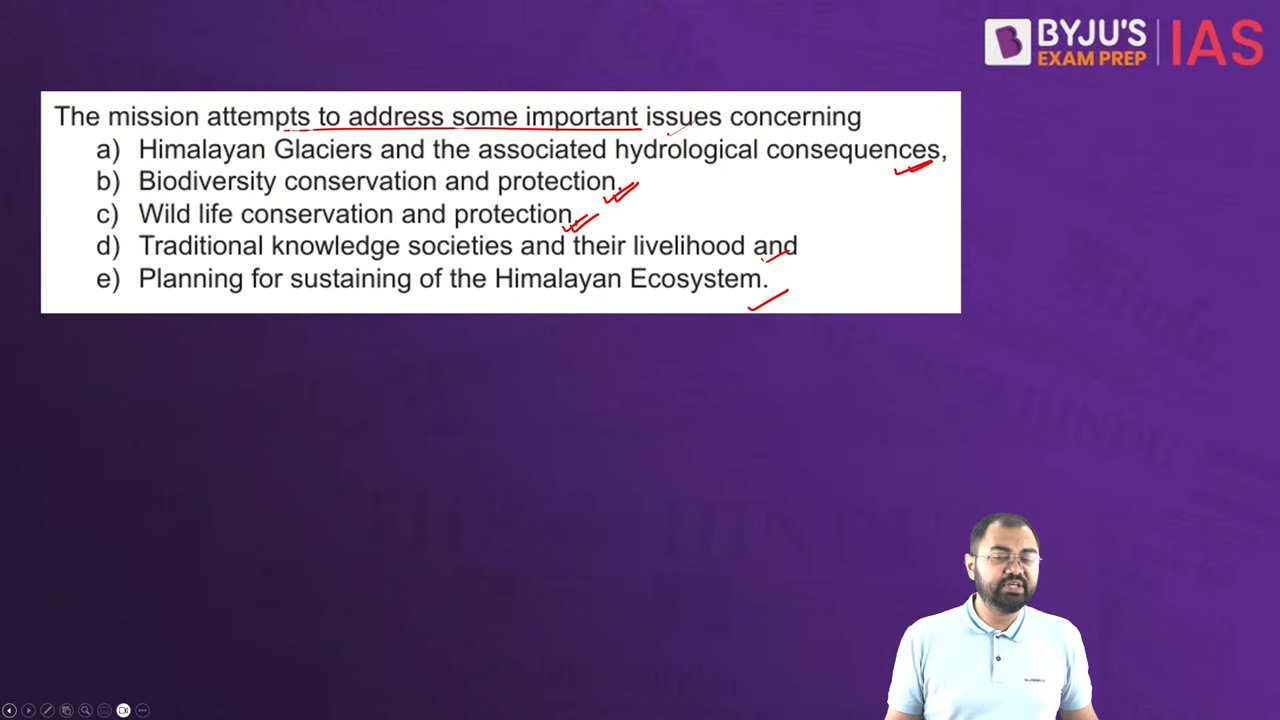 BYJU'S
EXAM PREP
IAS
The mission attempts to address some important issues concerning
a) Himalayan Glaciers and the associated hydrological consequences,
b) Biodiversity conservation and protection,
c) Wild life conservation and protection,
d) Traditional knowledge societies and their livelihood and
e) Planning for sustaining of the Himalayan Ecosystem.